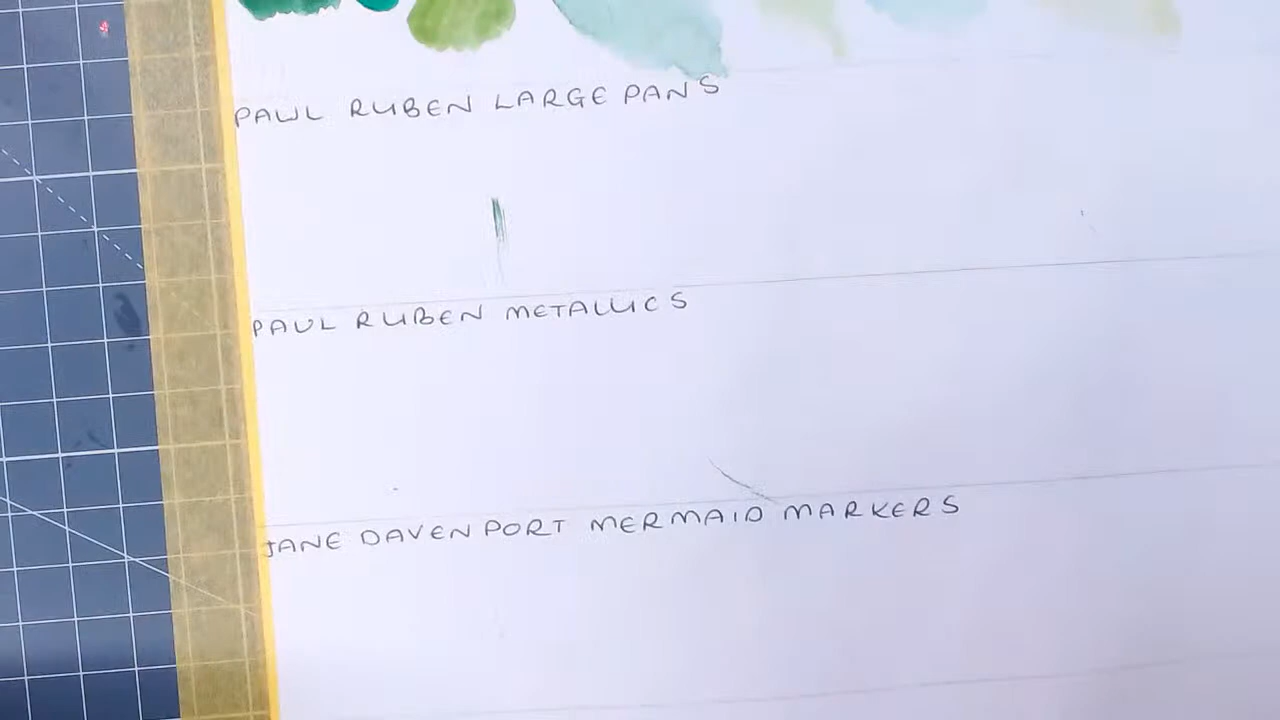 PAUL RUBEN LARGE PANS
PAUL RUBEN METALLICS
JANE DAVENPORT MERMAID MARKERS